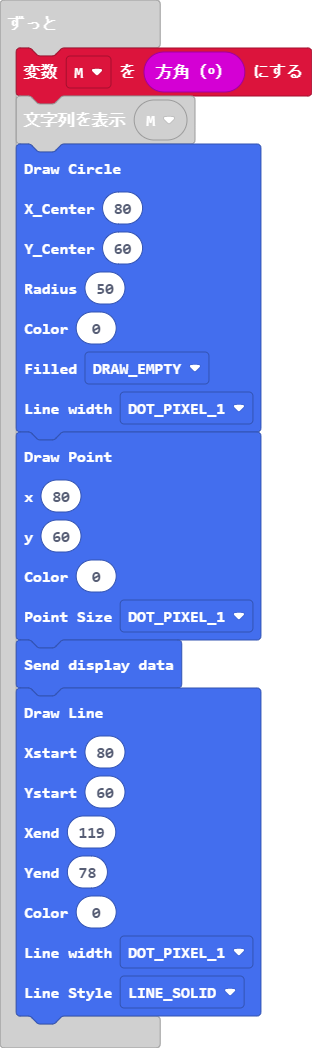 ずっと
変数 M を 方角 (°) にする
文字列を表示 M
Draw Circle
X_Center 80
Y_Center 60
Radius 50
Color 0
Filled DRAW_EMPTY
Line width DOT_PIXEL_1
Draw Point
x 80
y 60
Color 0
Point Size DOT_PIXEL_1
Send display data
Draw Line
Xstart 80
Ystart 60
Xend 119
Yend 78
Color 0
Line width DOT_PIXEL_1
Line Style LINE_SOLID